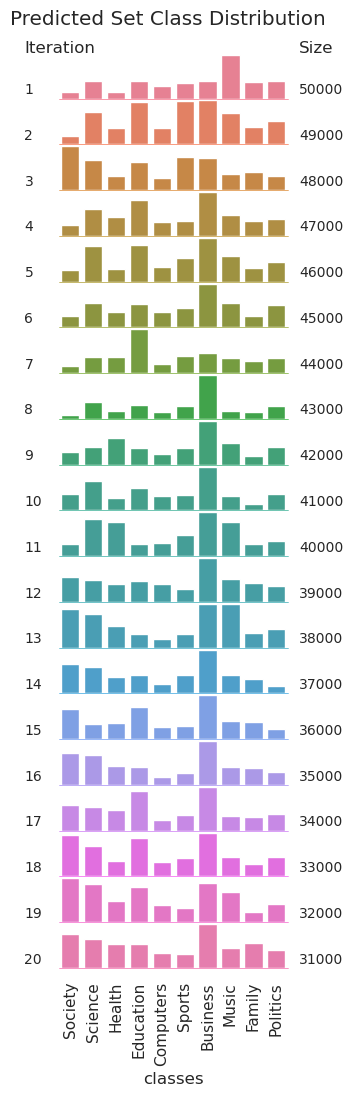 Predicted Set Class Distribution
Iteration Size
1 50000
2 49000
3 48000
4 47000
5 46000
6 45000
7 44000
8 43000
9 42000
10 41000
11 40000
12 39000
13 38000
14 37000
15 36000
16 35000
17 34000
18 33000
19 32000
20 31000
Society
Science
Health
Education
Computers
Sports
Business
Music
Family
Politics
classes